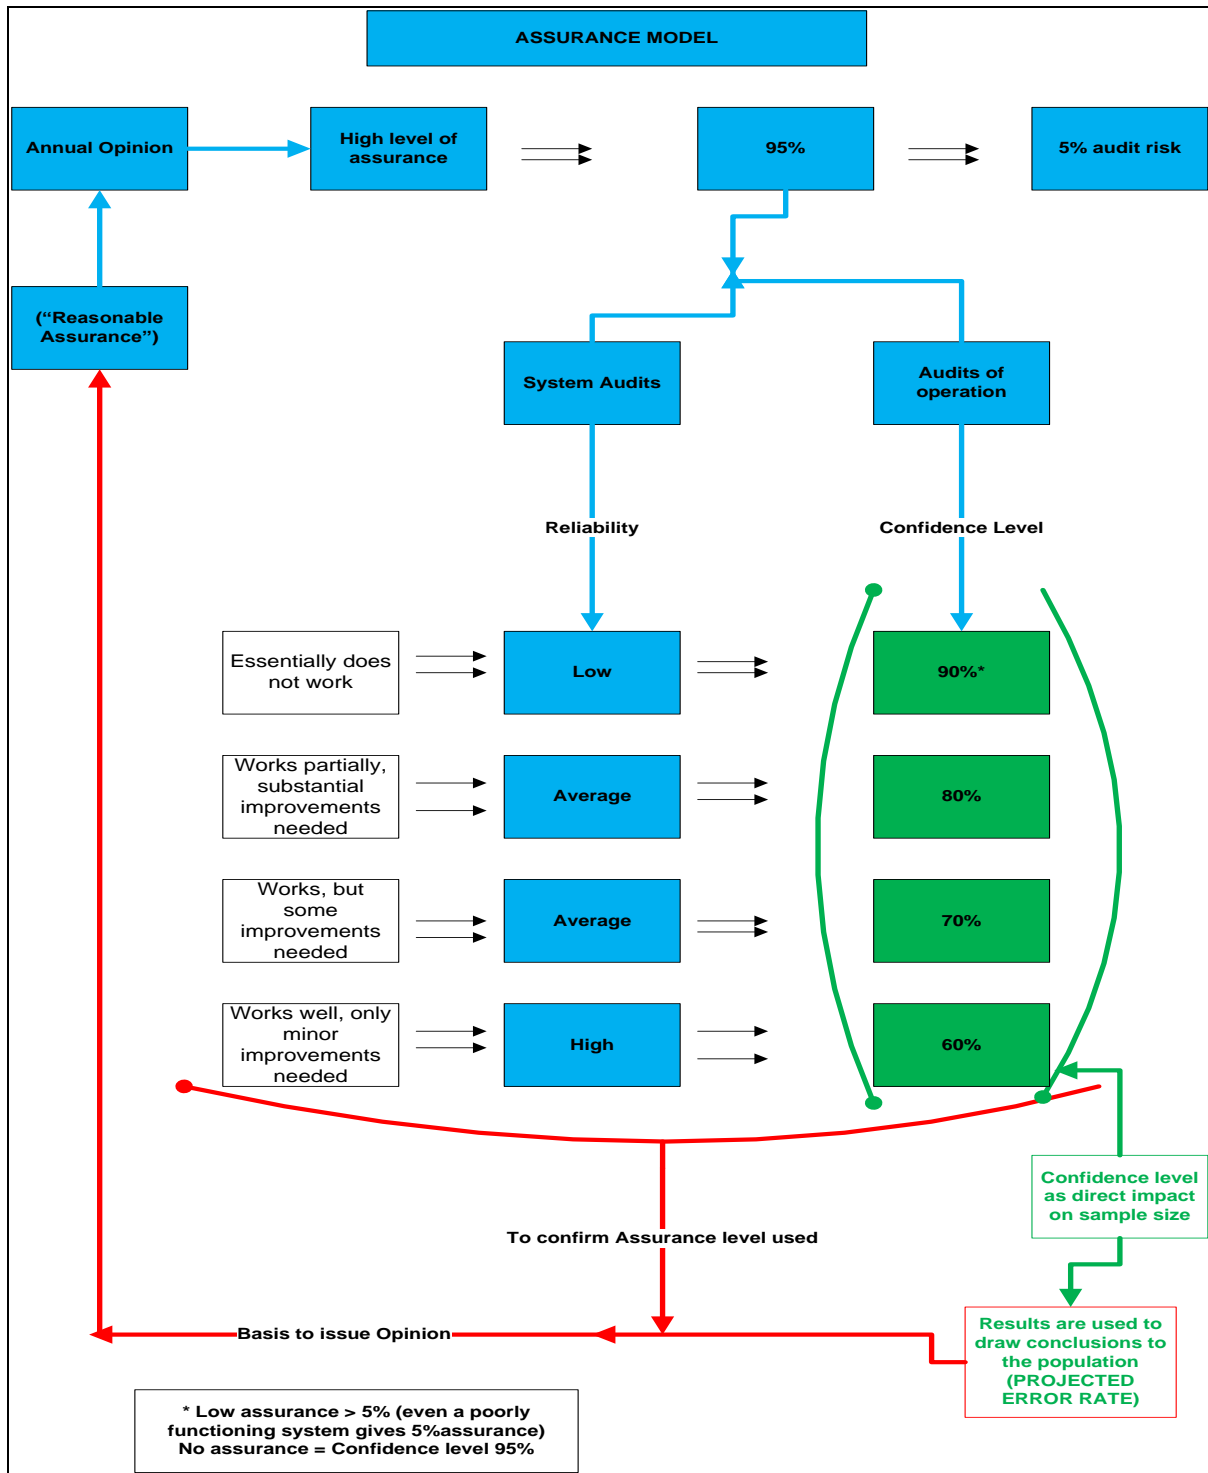 ASSURANCE MODEL
Annual Opinion
High level of
assurance
95%
5% audit risk
(“Reasonable
Assurance”)
System Audits
Audits of
operation
Reliability
Confidence Level
Essentially does
not work
Low
90%*
Works partially,
substantial
improvements
needed
Average
80%
Works, but
some
improvements
needed
Average
70%
Works well, only
minor
improvements
needed
High
60%
Confidence level
as direct impact
on sample size
To confirm Assurance level used
Basis to issue Opinion
Results are used to
draw conclusions to
the population
(PROJECTED
ERROR RATE)
* Low assurance > 5% (even a poorly
functioning system gives 5%assurance)
No assurance = Confidence level 95%